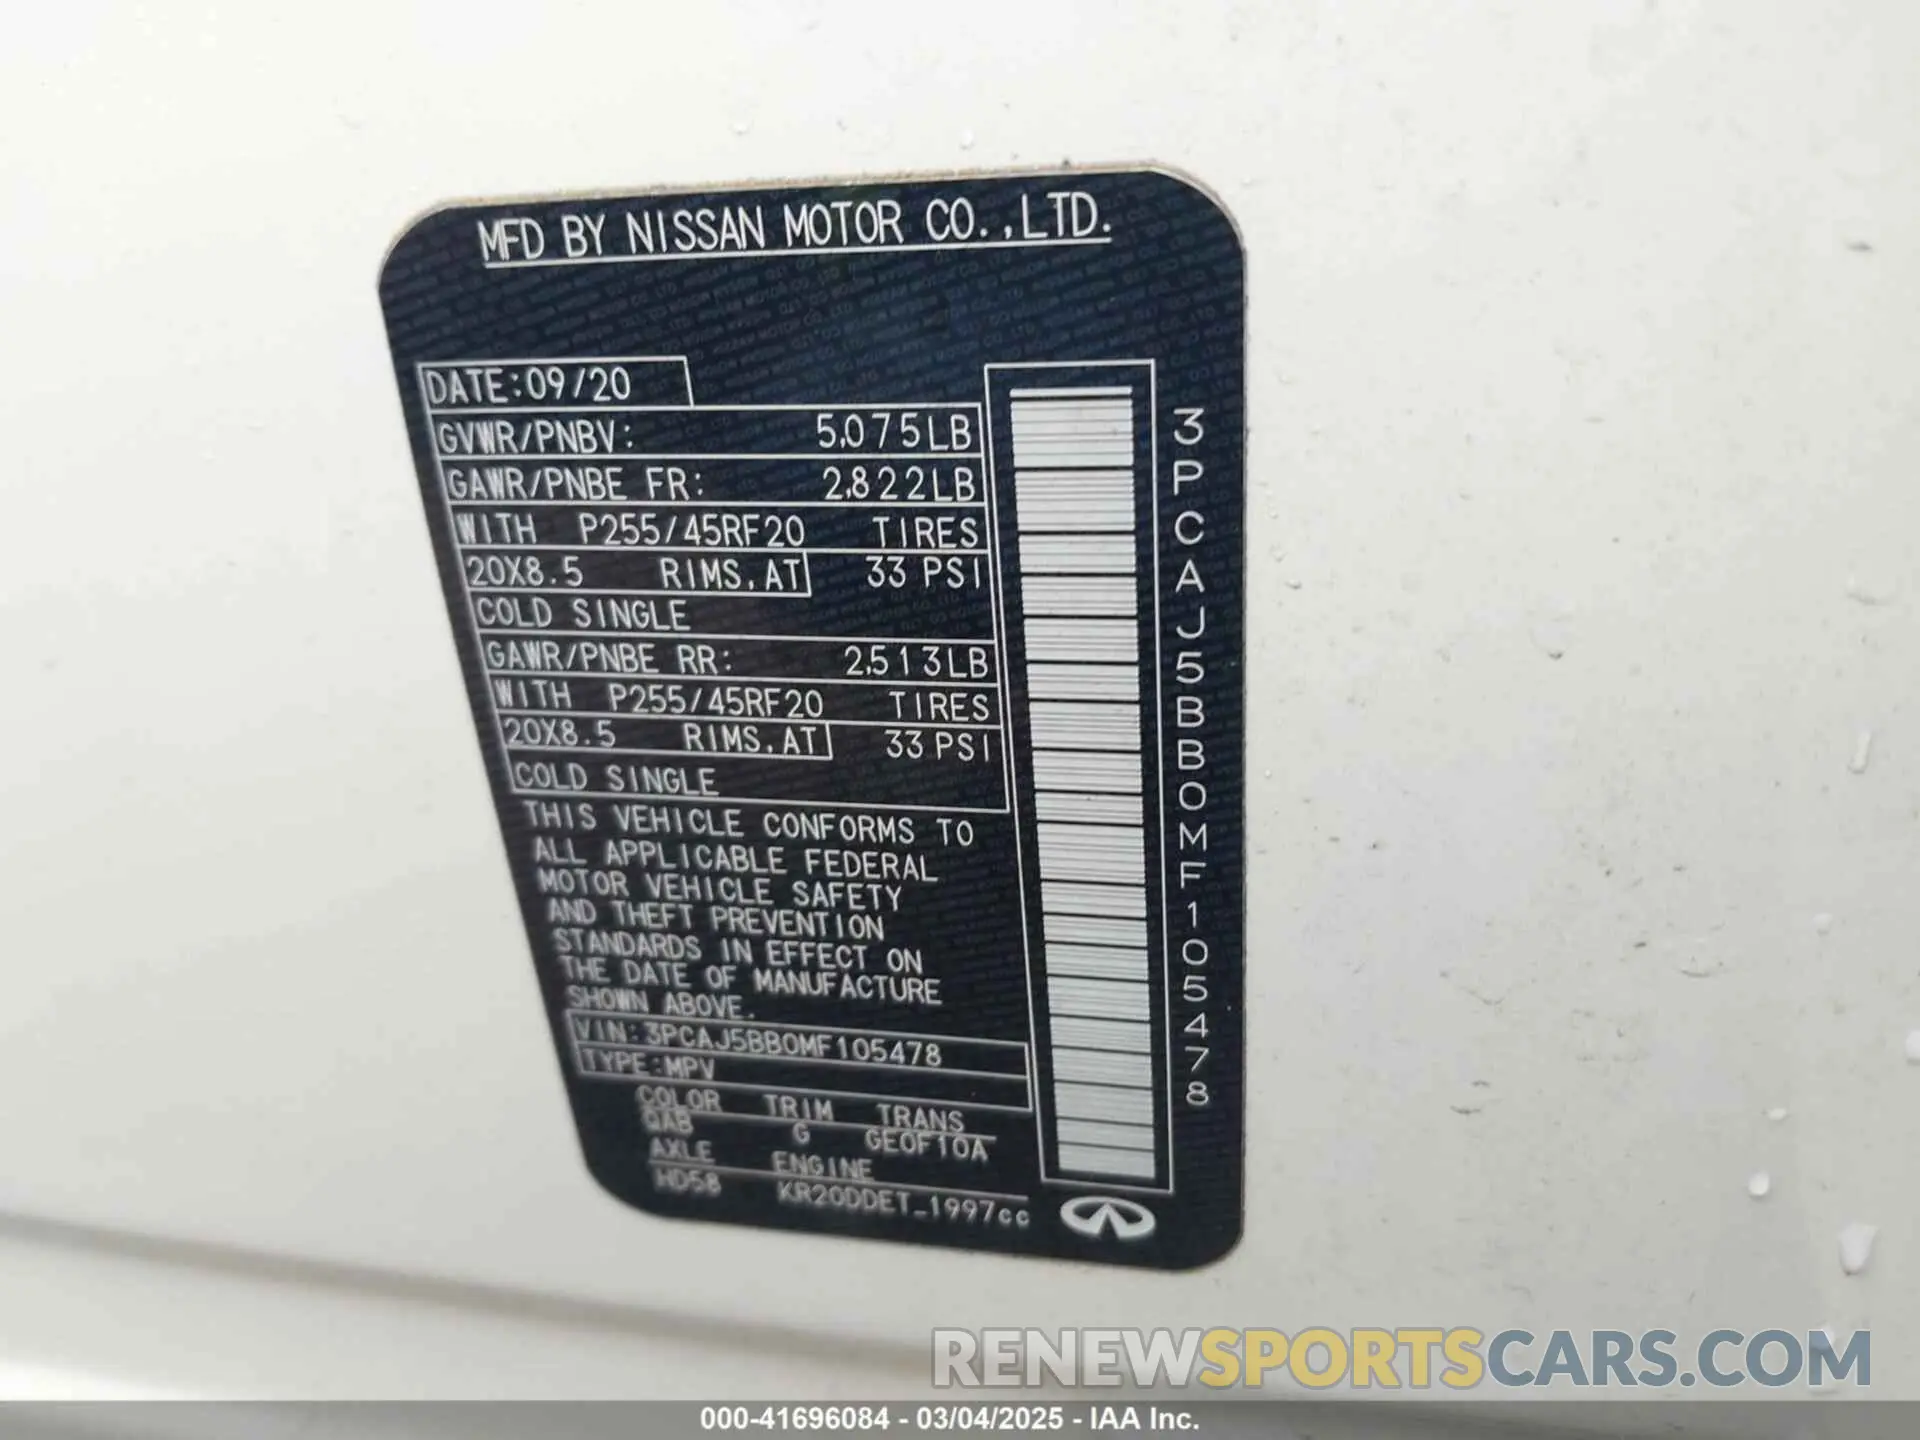 MFD BY NISSAN MOTOR CO.,LTD.
DATE:09/20
GVWR/PNBV: 5,075LB
GAWR/PNBE FR: 2,822LB
WITH P255/45RF20 TIRES
20X8.5 RIMS,AT 33 PSI
COLD SINGLE
GAWR/PNBE RR: 2,513LB
WITH P255/45RF20 TIRES
20X8.5 RIMS,AT 33 PSI
COLD SINGLE
THIS VEHICLE CONFORMS TO
ALL APPLICABLE FEDERAL
MOTOR VEHICLE SAFETY
AND THEFT PREVENTION
STANDARDS IN EFFECT ON
THE DATE OF MANUFACTURE
SHOWN ABOVE.
VIN:3PCAJ5BB0MF105478
TYPE:MPV
COLOR TRIM TRANS
QAB G GE0F10A
AXLE ENGINE
HD58 KR20DDET_1997cc
3PCAJ5BB0MF105478
RENEWSPORTSCARS.COM
000-41696084 - 03/04/2025 - IAA Inc.